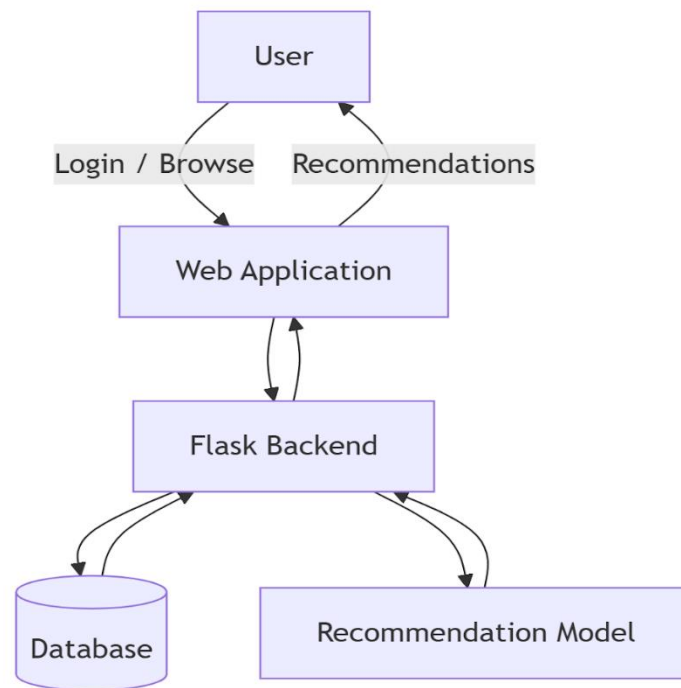 User
Login / Browse
Recommendations
Web Application
Flask Backend
Database
Recommendation Model